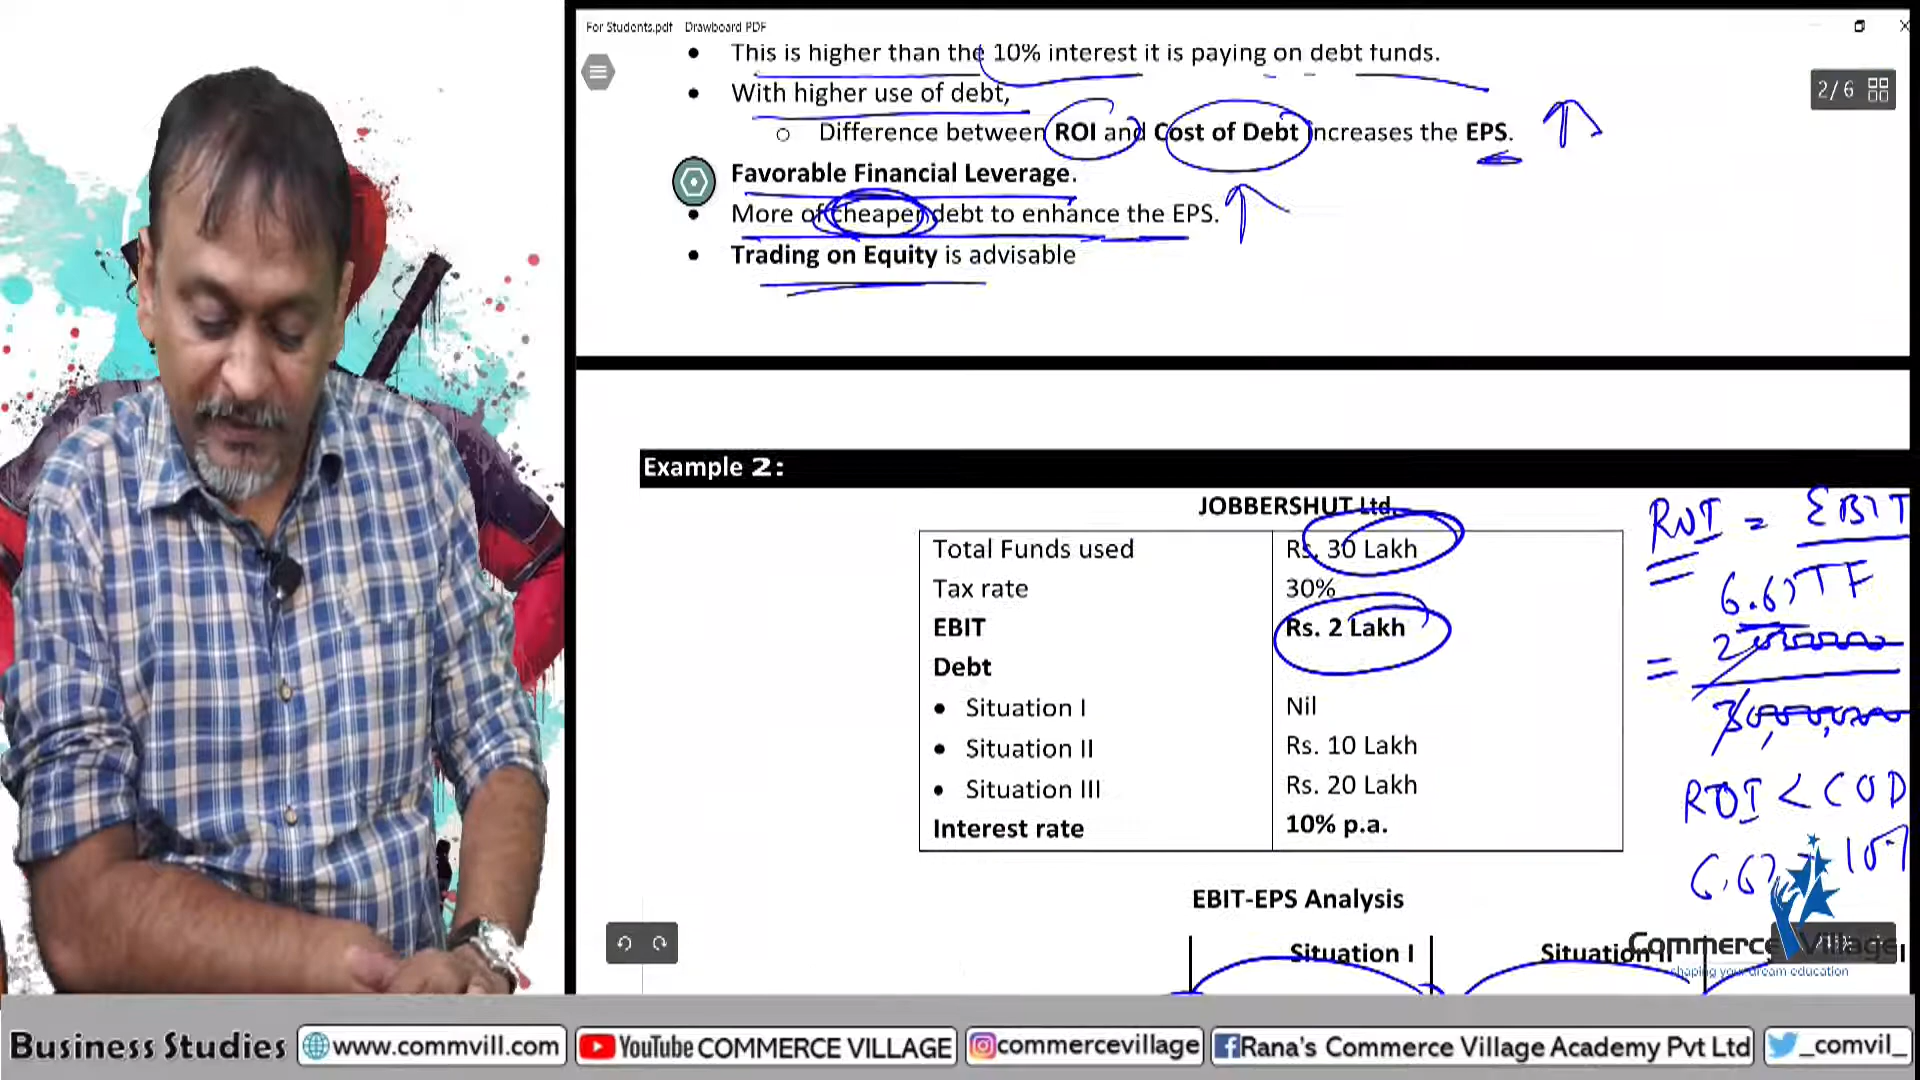 For Students.pdf Drawboard PDF
• This is higher than the 10% interest it is paying on debt funds.
2/6
• With higher use of debt,
o Difference between ROI and Cost of Debt increases the EPS.
Favorable Financial Leverage.
• More of cheaper debt to enhance the EPS.
• Trading on Equity is advisable
Example 2:
JOBBERSHUT Ltd.
Total Funds used Rs. 30 Lakh
Tax rate 30%
EBIT Rs. 2 Lakh
Debt
• Situation I Nil
• Situation II Rs. 10 Lakh
• Situation III Rs. 20 Lakh
Interest rate 10% p.a.
ROI = EBIT
TF
6.67
=
ROI < COD
EBIT-EPS Analysis
Situation I Situation II
Commerce Village
shaping your dream education
Business Studies www.commvill.com YouTube COMMERCE VILLAGE commercevillage Rana's Commerce Village Academy Pvt Ltd _comvil_